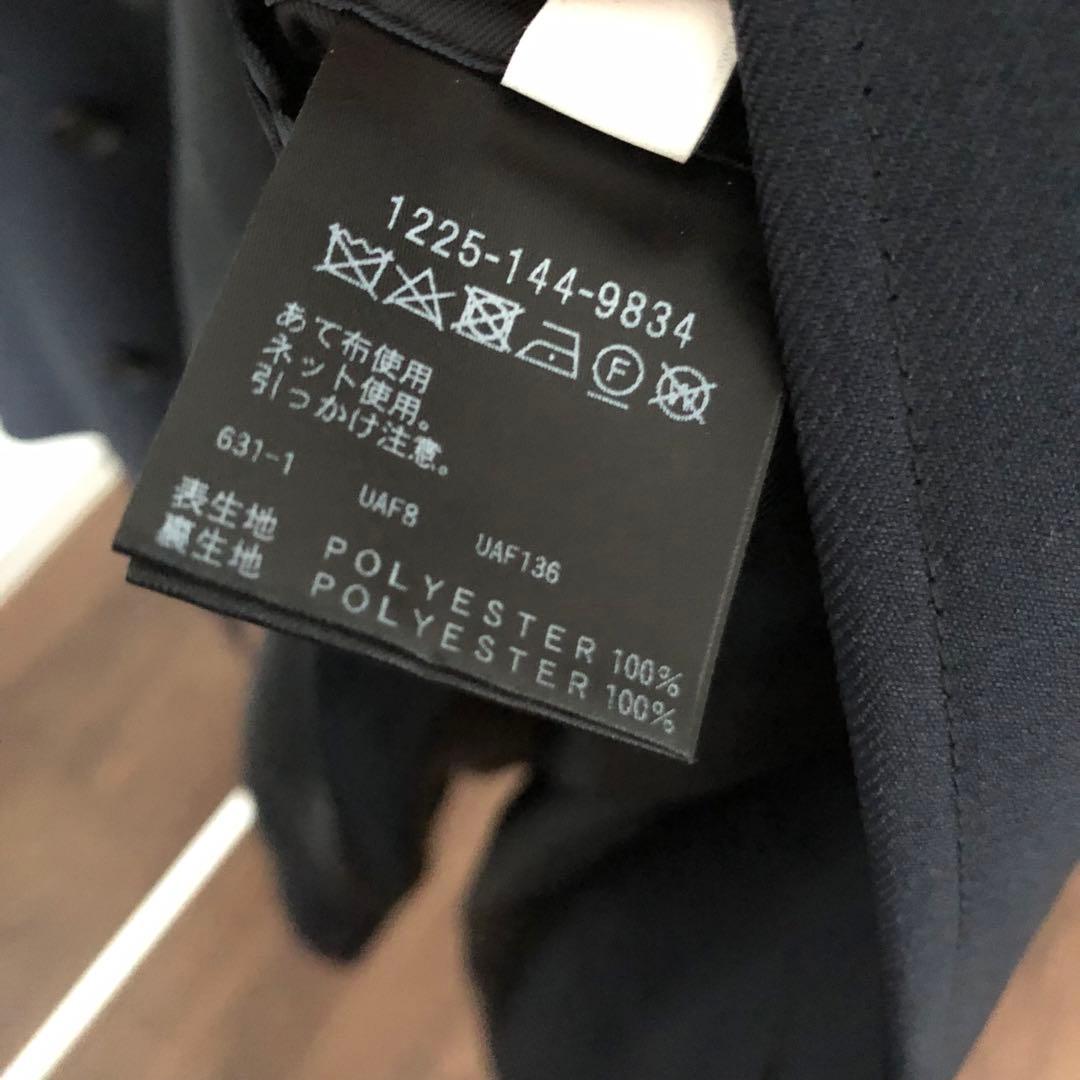 1225-144-9834
F
W
あて布使用
ネット使用。
引っかけ注意。
631-1 UAF8 UAF136
表生地 POLYESTER 100%
裏生地 POLYESTER 100%